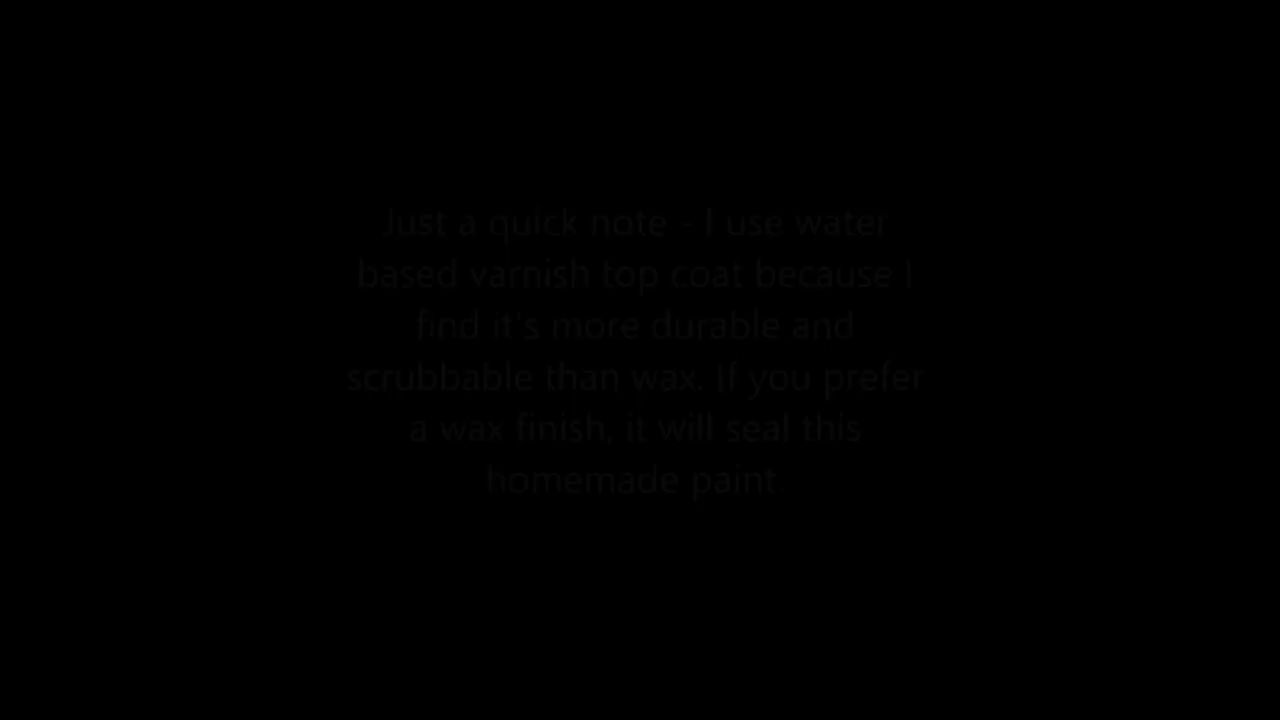 Just a quick note - I use water
based varnish top coat because I
find it's more durable and
scrubbable than wax. If you prefer
a wax finish, it will seal this
homemade paint.